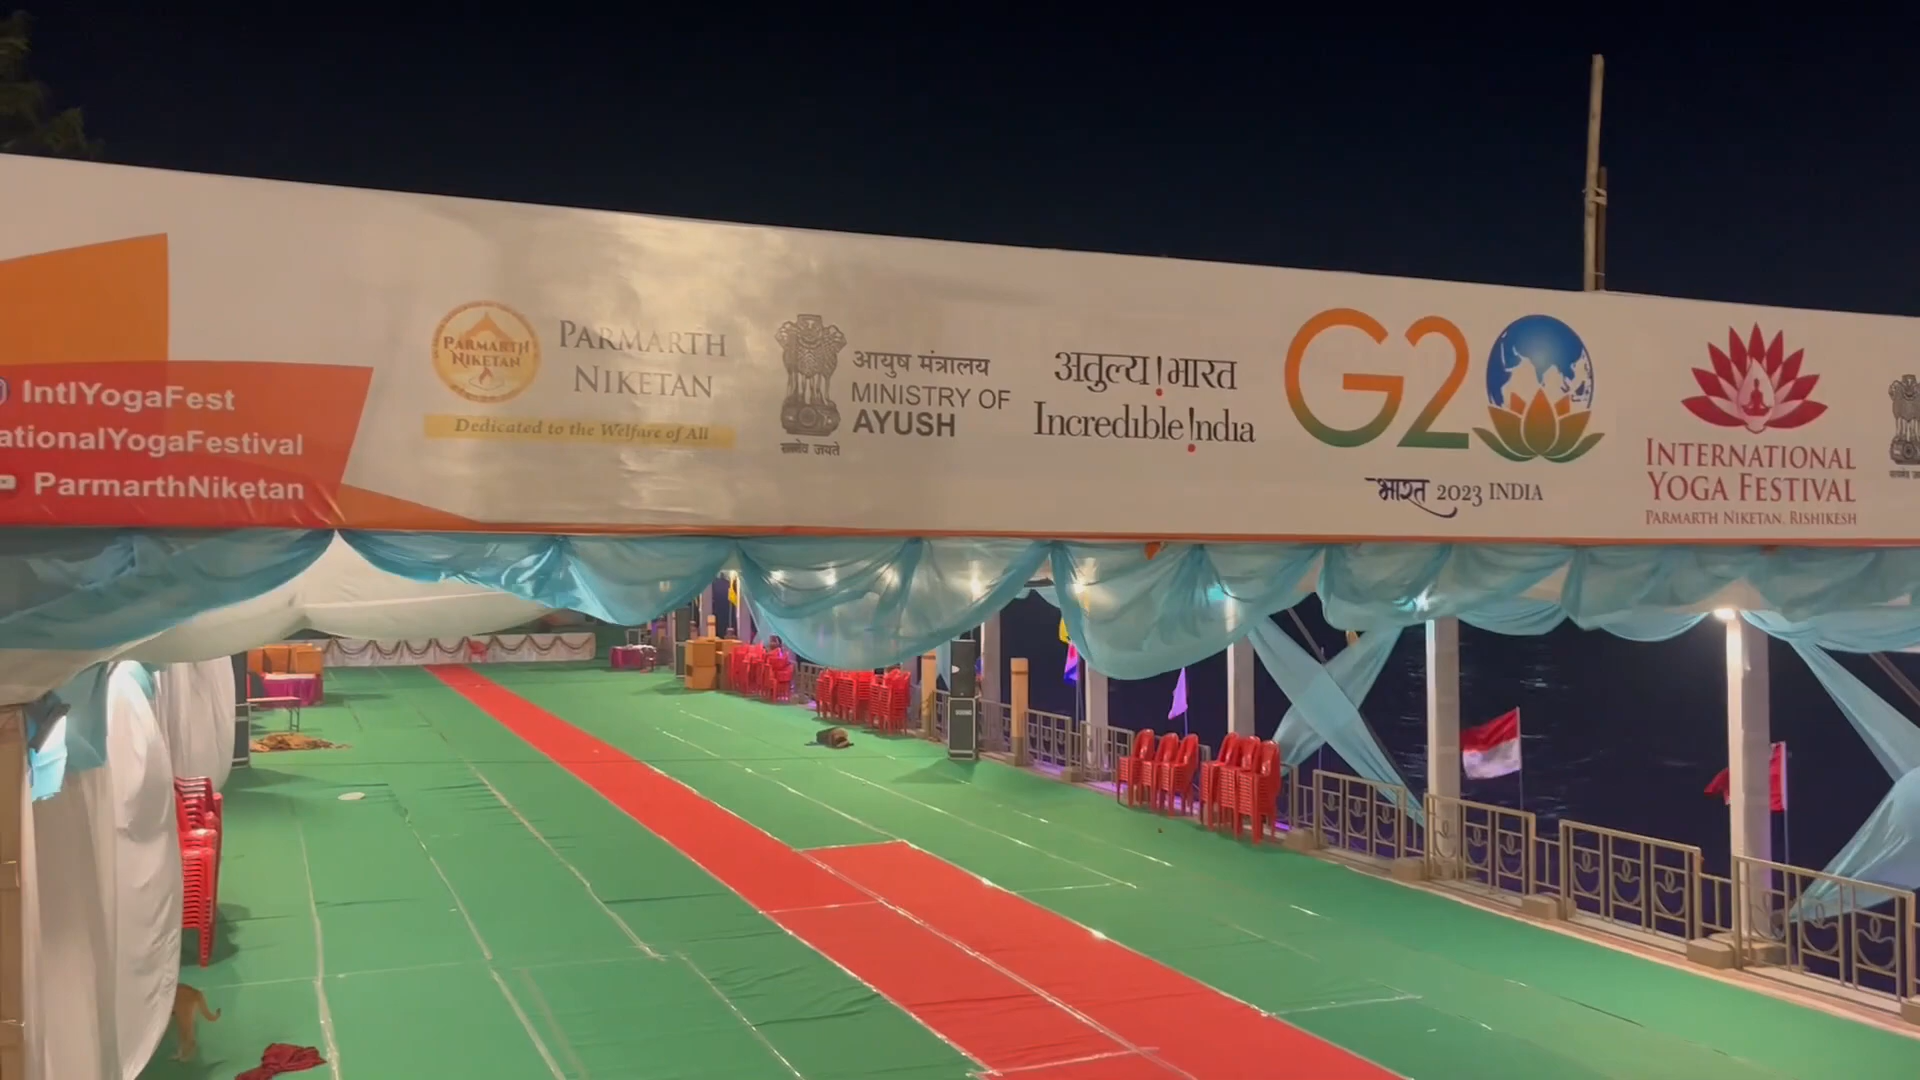 IntlYogaFest
ationalYogaFestival
ParmarthNiketan
PARMARTH
NIKETAN
PARMARTH
NIKETAN
Dedicated to the Welfare of All
सत्यमेव जयते
आयुष मंत्रालय
MINISTRY OF
AYUSH
अतुल्य!भारत
Incredible!ndia
G20
भारत 2023 INDIA
INTERNATIONAL
YOGA FESTIVAL
PARMARTH NIKETAN, RISHIKESH